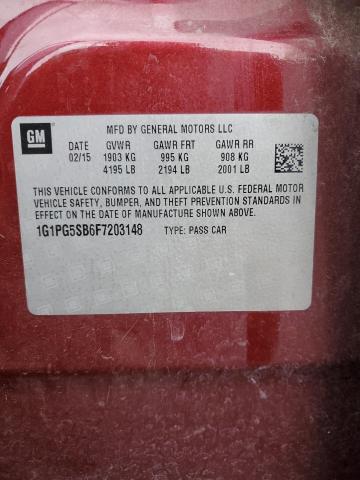 GM
MFD BY GENERAL MOTORS LLC
DATE GVWR GAWR FRT GAWR RR
02/15 1903 KG 995 KG 908 KG
4195 LB 2194 LB 2001 LB
THIS VEHICLE CONFORMS TO ALL APPLICABLE U.S. FEDERAL MOTOR
VEHICLE SAFETY, BUMPER, AND THEFT PREVENTION STANDARDS IN
EFFECT ON THE DATE OF MANUFACTURE SHOWN ABOVE.
1G1PG5SB6F7203148 TYPE: PASS CAR